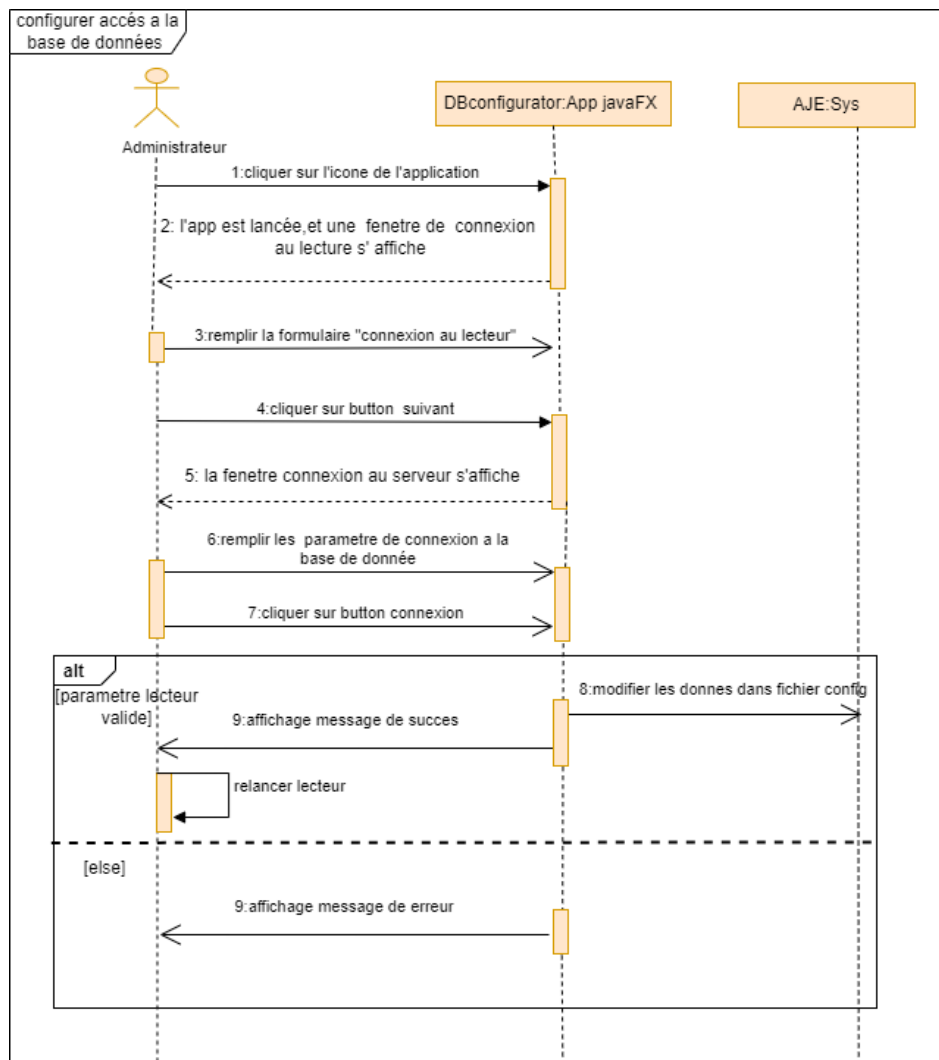 configurer accés a la
base de données
DBconfigurator:App javaFX
AJE:Sys
Administrateur
1:cliquer sur l'icone de l'application
2: l'app est lancée,et une fenetre de connexion
au lecture s' affiche
3:remplir la formulaire "connexion au lecteur"
4:cliquer sur button suivant
5: la fenetre connexion au serveur s'affiche
6:remplir les parametre de connexion a la
base de donnée
7:cliquer sur button connexion
alt
[parametre lecteur
valide]
8:modifier les donnes dans fichier config
9:affichage message de succes
relancer lecteur
[else]
9:affichage message de erreur